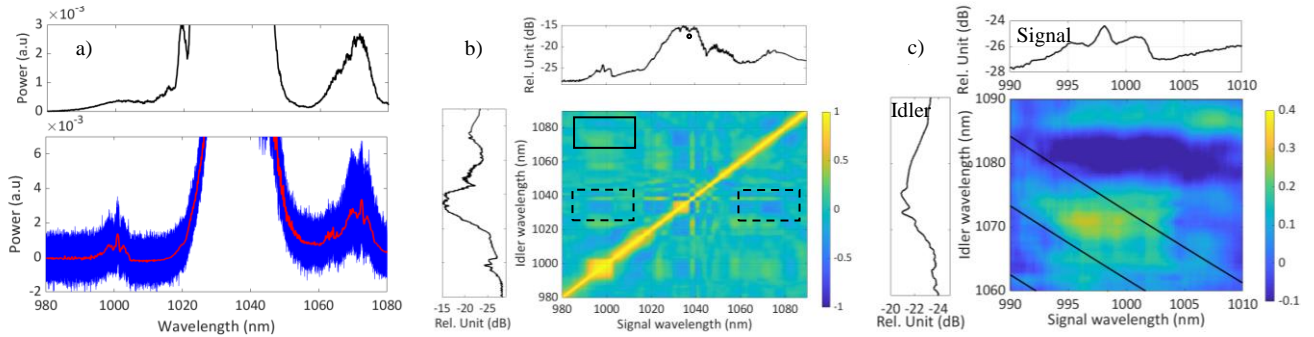 a)
×10⁻³
Power (a.u)
3
2
1
0
×10⁻³
Power (a.u)
6
4
2
0
-2
980 1000 1020 1040 1060 1080
Wavelength (nm)
b)
Rel. Unit (dB)
-15
-20
-25
-15 -20 -25
Rel. Unit (dB)
Idler wavelength (nm)
1080
1060
1040
1020
1000
980
980 1000 1020 1040 1060 1080
Signal wavelength (nm)
1
0.5
0
-0.5
-1
c)
Signal
Rel. Unit (dB)
-24
-26
-28
990 995 1000 1005 1010
Idler
-20 -22 -24
Rel. Unit (dB)
Idler wavelength (nm)
1090
1080
1070
1060
990 995 1000 1005 1010
Signal wavelength (nm)
0.4
0.3
0.2
0.1
0
-0.1